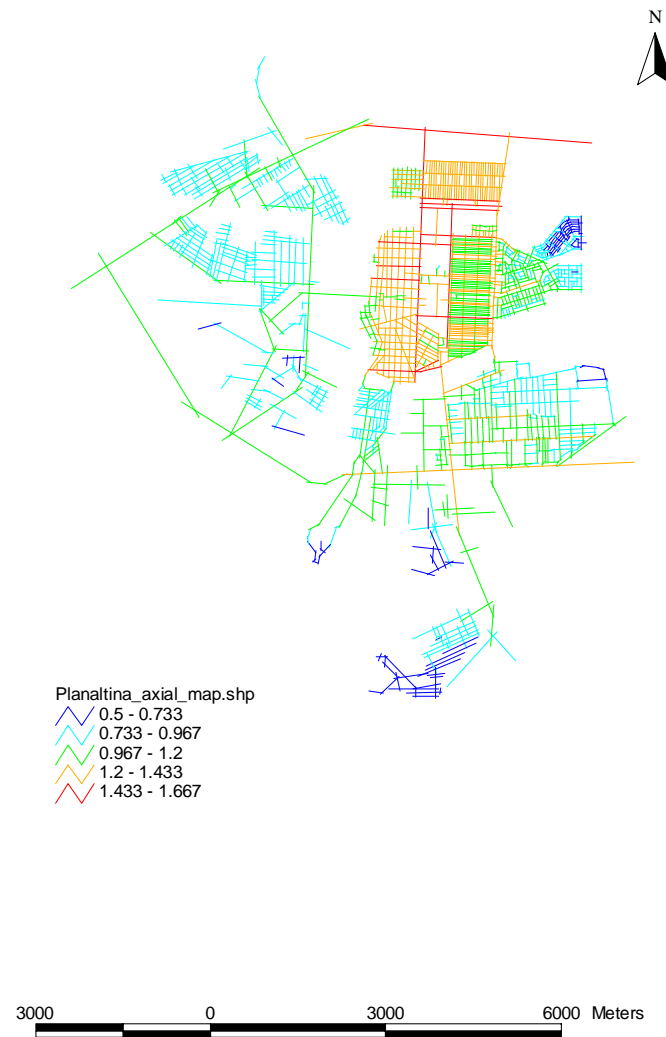 N
Planaltina_axial_map.shp
0.5 - 0.733
0.733 - 0.967
0.967 - 1.2
1.2 - 1.433
1.433 - 1.667
3000 0 3000 6000 Meters